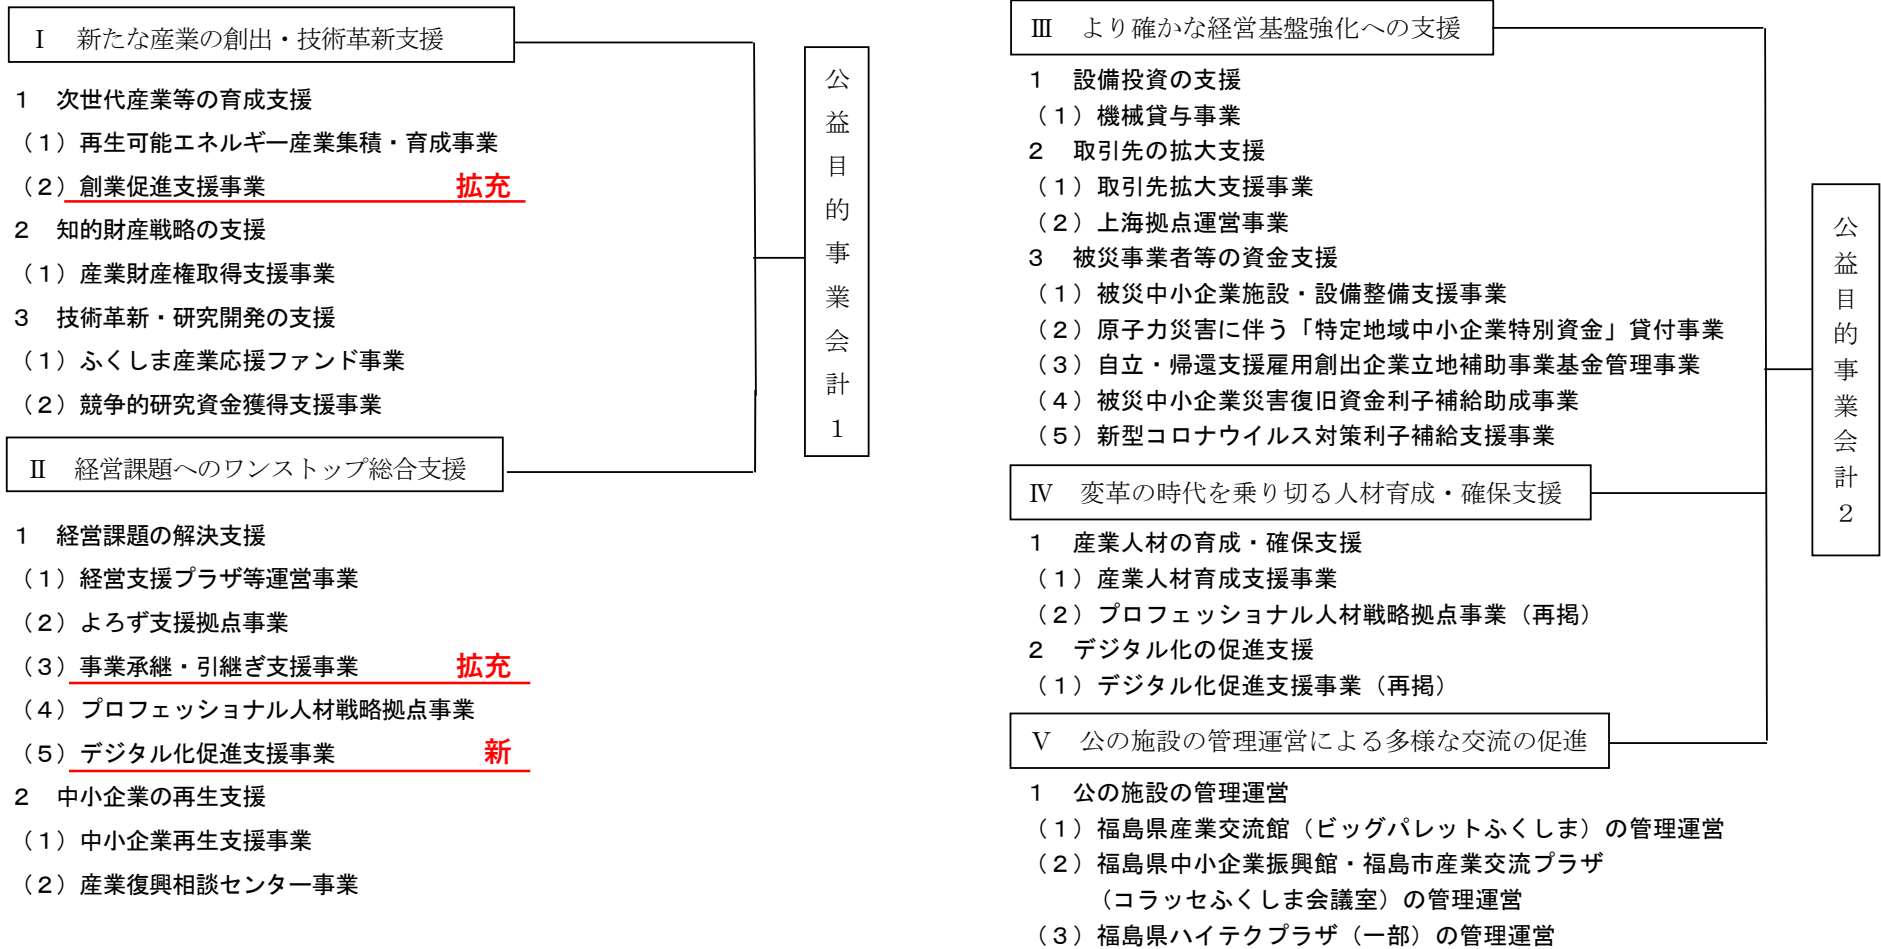 Ⅰ　新たな産業の創出・技術革新支援
1　次世代産業等の育成支援
（１）再生可能エネルギー産業集積・育成事業
（２）創業促進支援事業　拡充
2　知的財産戦略の支援
（１）産業財産権取得支援事業
3　技術革新・研究開発の支援
（１）ふくしま産業応援ファンド事業
（２）競争的研究資金獲得支援事業
Ⅱ　経営課題へのワンストップ総合支援
1　経営課題の解決支援
（１）経営支援プラザ等運営事業
（２）よろず支援拠点事業
（３）事業承継・引継ぎ支援事業　拡充
（４）プロフェッショナル人材戦略拠点事業
（５）デジタル化促進支援事業　新
2　中小企業の再生支援
（１）中小企業再生支援事業
（２）産業復興相談センター事業
公益目的事業会計１
Ⅲ　より確かな経営基盤強化への支援
1　設備投資の支援
（１）機械貸与事業
2　取引先の拡大支援
（１）取引先拡大支援事業
（２）上海拠点運営事業
3　被災事業者等の資金支援
（１）被災中小企業施設・設備整備支援事業
（２）原子力災害に伴う「特定地域中小企業特別資金」貸付事業
（３）自立・帰還支援雇用創出企業立地補助事業基金管理事業
（４）被災中小企業災害復旧資金利子補給助成事業
（５）新型コロナウイルス対策利子補給支援事業
Ⅳ　変革の時代を乗り切る人材育成・確保支援
1　産業人材の育成・確保支援
（１）産業人材育成支援事業
（２）プロフェッショナル人材戦略拠点事業（再掲）
2　デジタル化の促進支援
（１）デジタル化促進支援事業（再掲）
Ⅴ　公の施設の管理運営による多様な交流の促進
1　公の施設の管理運営
（１）福島県産業交流館（ビッグパレットふくしま）の管理運営
（２）福島県中小企業振興館・福島市産業交流プラザ
（コラッセふくしま会議室）の管理運営
（３）福島県ハイテクプラザ（一部）の管理運営
公益目的事業会計２